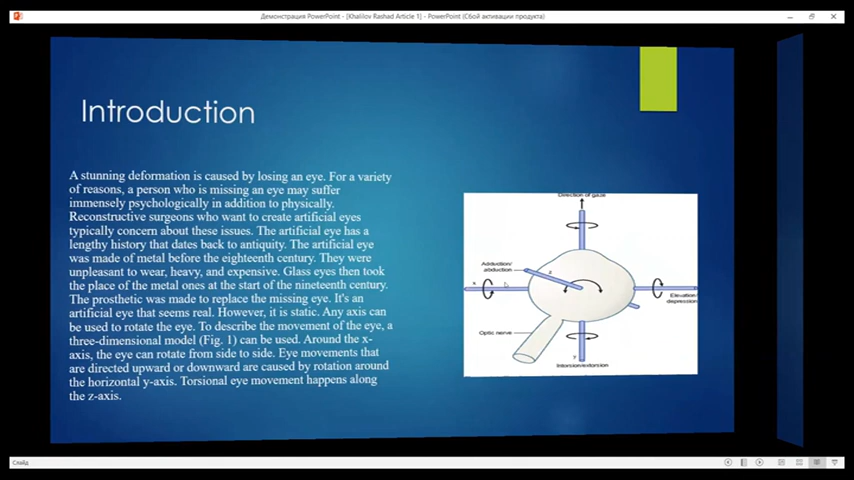 Демонстрация PowerPoint - [Khalilov Rashad Article 1] - PowerPoint (Сбой активации продукта)
Introduction
A stunning deformation is caused by losing an eye. For a variety
of reasons, a person who is missing an eye may suffer
immensely psychologically in addition to physically.
Reconstructive surgeons who want to create artificial eyes
typically concern about these issues. The artificial eye has a
lengthy history that dates back to antiquity. The artificial eye
was made of metal before the eighteenth century. They were
unpleasant to wear, heavy, and expensive. Glass eyes then took
the place of the metal ones at the start of the nineteenth century.
The prosthetic was made to replace the missing eye. It's an
artificial eye that seems real. However, it is static. Any axis can
be used to rotate the eye. To describe the movement of the eye, a
three-dimensional model (Fig. 1) can be used. Around the x-
axis, the eye can rotate from side to side. Eye movements that
are directed upward or downward are caused by rotation around
the horizontal y-axis. Torsional eye movement happens along
the z-axis.
Direction of gaze
Adduction/
abduction
z
x
Elevation/
depression
Optic nerve
y
Intorsion/extorsion
Слайд